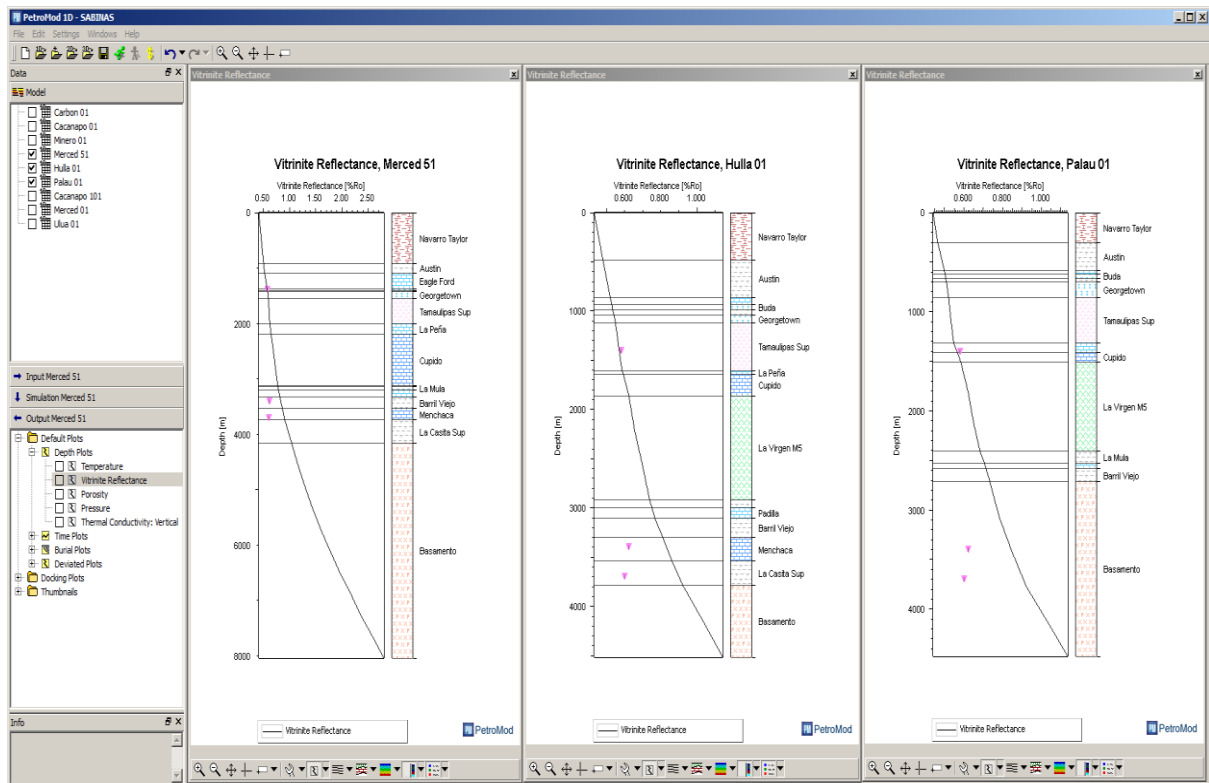 PetroMod 1D - SABINAS
File Edit Settings Windows Help
Data
Model
Carbon 01
Cacanapo 01
Minero 01
Merced 51
Hulla 01
Palau 01
Cacanapo 101
Merced 01
Ulua 01
Input Merced 51
Simulation Merced 51
Output Merced 51
Default Plots
Depth Plots
Temperature
Vitrinite Reflectance
Porosity
Pressure
Thermal Conductivity: Vertical
Time Plots
Burial Plots
Deviated Plots
Docking Plots
Thumbnails
Info
Vitrinite Reflectance
Vitrinite Reflectance, Merced 51
Vitrinite Reflectance [%Ro]
0.50 1.00 2.00 2.50
0
2000
4000
6000
8000
Depth [m]
Navarro Taylor
Austin
Eagle Ford
Georgetown
Tamaulipas Sup
La Peña
Cupido
La Mula
Barril Viejo
Menchaca
La Casita Sup
Basamento
Vitrinite Reflectance
PetroMod
Vitrinite Reflectance
Vitrinite Reflectance, Hulla 01
Vitrinite Reflectance [%Ro]
0.600 1.000
0
1000
2000
3000
4000
Depth [m]
Navarro Taylor
Austin
Buda
Georgetown
Tamaulipas Sup
La Peña
Cupido
La Virgen M5
Padilla
Barril Viejo
Menchaca
La Casita Sup
Basamento
Vitrinite Reflectance
PetroMod
Vitrinite Reflectance
Vitrinite Reflectance, Palau 01
Vitrinite Reflectance [%Ro]
0.600 0.800 1.000
0
1000
2000
3000
4000
Depth [m]
Navarro Taylor
Austin
Buda
Georgetown
Tamaulipas Sup
Cupido
La Virgen M5
La Mula
Barril Viejo
Basamento
Vitrinite Reflectance
PetroMod